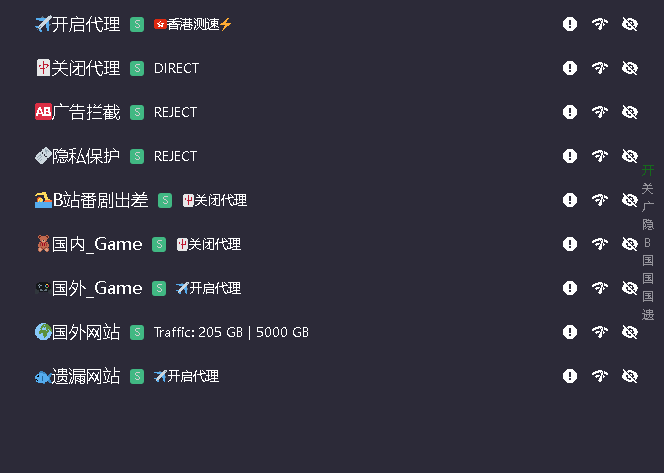 ✈️开启代理 S 🇭🇰香港测速⚡
🀄关闭代理 S DIRECT
🆎广告拦截 S REJECT
隐私保护 S REJECT
B站番剧出差 S 🀄关闭代理
🧸国内_Game S 🀄关闭代理
🎮国外_Game S ✈️开启代理
🌍国外网站 S Traffic: 205 GB | 5000 GB
🐟遗漏网站 S ✈️开启代理
开
关
广
隐
B
国
国
国
遗